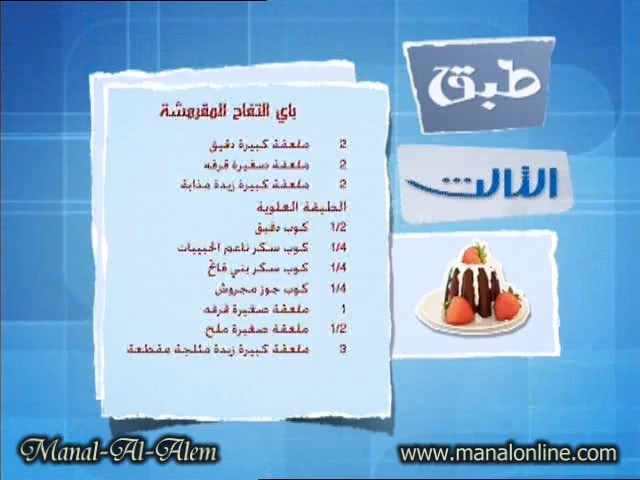 طبق
الثالث
باي التفاح المقرمشة
2 ملعقة كبيرة دقيق
2 ملعقة صغيرة قرفه
2 ملعقة كبيرة زبدة مذابة
الطبقة العلوية
1/2 كوب دقيق
1/4 كوب سكر ناعم الحبيبات
1/4 كوب سكر بني فاتح
1/4 كوب جوز مجروش
1 ملعقة صغيرة قرفه
1/2 ملعقة صغيرة ملح
3 ملعقة كبيرة زبدة مثلجة مقطعة
Manal-Al-Alem
www.manalonline.com